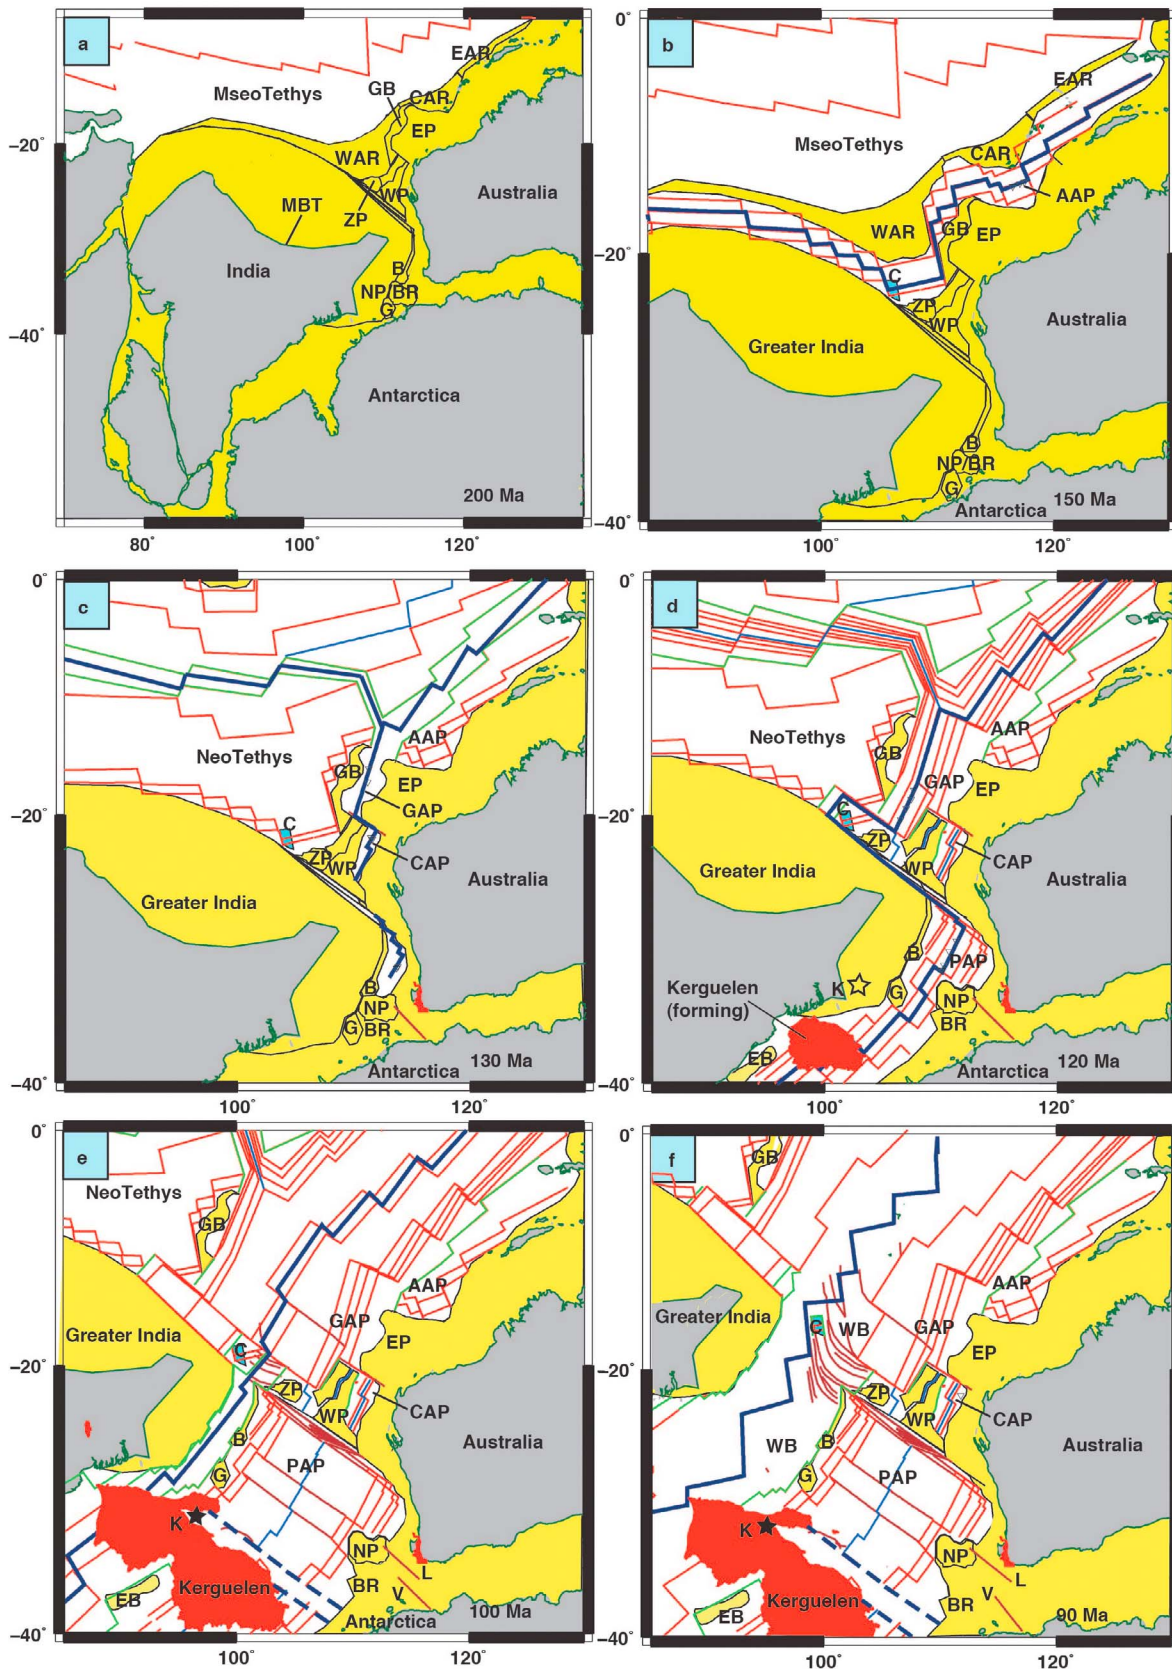 a
EAR
GB
CAR
MseoTethys
EP
-20˚
WAR
WP
Australia
MBT
ZP
India
B
NP/BR
G
-40˚
Antarctica
200 Ma
80˚ 100˚ 120˚
0˚
b
EAR
MseoTethys
CAR
AAP
WAR
GB
EP
-20˚
C
ZP
WP
Australia
Greater India
B
NP/BR
G
150 Ma
Antarctica
-40˚
100˚ 120˚
0˚
c
AAP
NeoTethys
GB
EP
GAP
-20˚
C
ZP
WP
CAP
Australia
Greater India
B
NP
G
BR
130 Ma
Antarctica
-40˚
100˚ 120˚
0˚
d
AAP
GB
GAP
EP
NeoTethys
-20˚
C
ZP
WP
CAP
Greater India
Australia
B
PAP
K
G
Kerguelen
(forming)
NP
BR
EB
120 Ma
Antarctica
-40˚
100˚ 120˚
0˚
e
NeoTethys
GB
AAP
GAP
Greater India
EP
C
-20˚
ZP
WP
CAP
B
Australia
PAP
G
K
NP
L
BR
Kerguelen
V
EB
100 Ma
Antarctica
-40˚
100˚ 120˚
0˚
f
GB
AAP
Greater India
C
WB
GAP
EP
-20˚
ZP
WP
CAP
WB
B
Australia
G
PAP
K
NP
L
V
Kerguelen
BR
EB
90 Ma
-40˚
100˚ 120˚